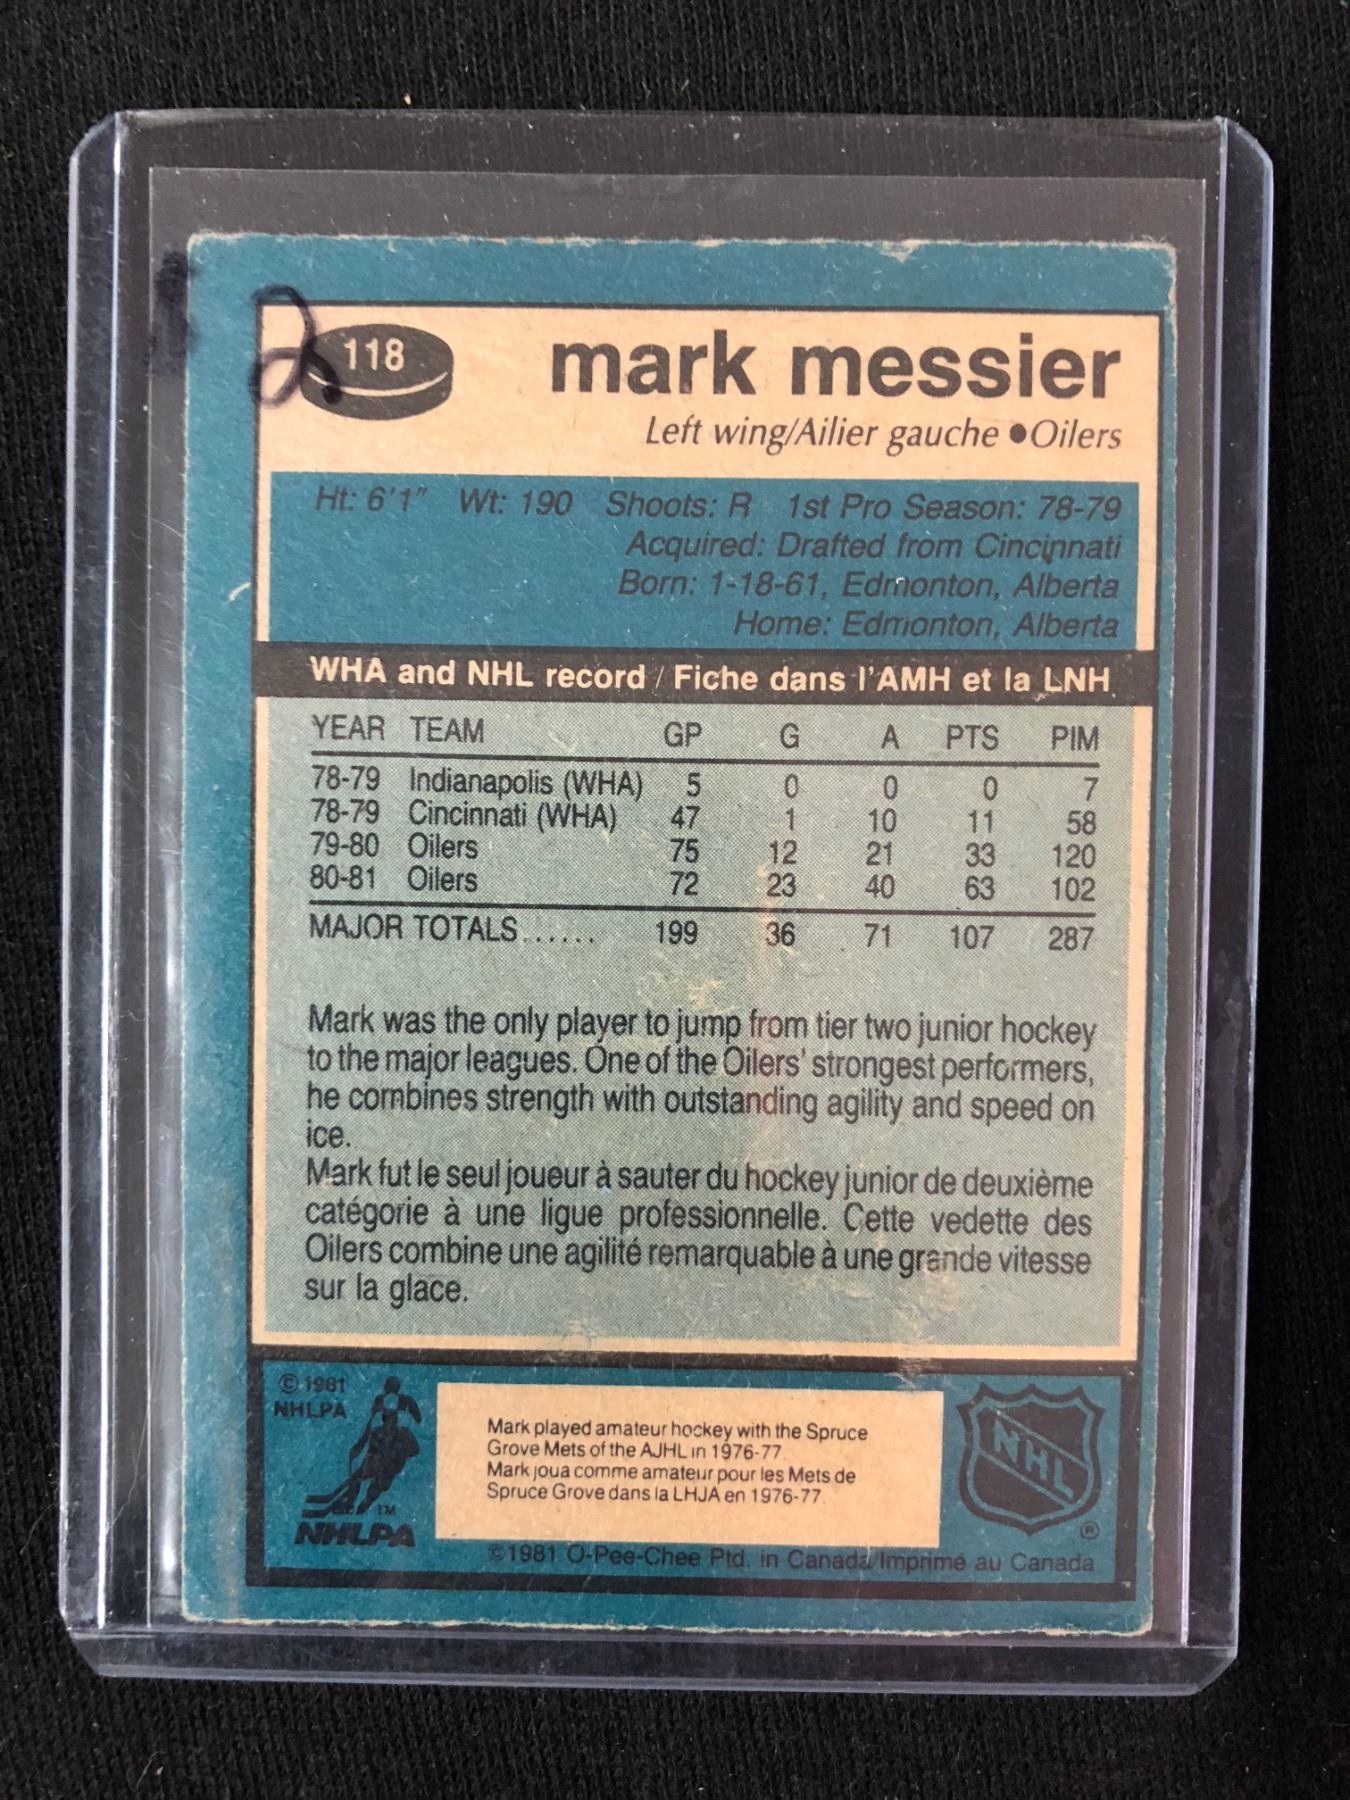 2
118
mark messier
Left wing/Ailier gauche ●Oilers
Ht: 6'1" Wt: 190 Shoots: R 1st Pro Season: 78-79
Acquired: Drafted from Cincinnati
Born: 1-18-61, Edmonton, Alberta
Home: Edmonton, Alberta
WHA and NHL record / Fiche dans l'AMH et la LNH
YEAR TEAM GP G A PTS PIM
78-79 Indianapolis (WHA) 5 0 0 0 7
78-79 Cincinnati (WHA) 47 1 10 11 58
79-80 Oilers 75 12 21 33 120
80-81 Oilers 72 23 40 63 102
MAJOR TOTALS...... 199 36 71 107 287
Mark was the only player to jump from tier two junior hockey
to the major leagues. One of the Oilers' strongest performers,
he combines strength with outstanding agility and speed on
ice.
Mark fut le seul joueur à sauter du hockey junior de deuxième
catégorie à une ligue professionnelle. Cette vedette des
Oilers combine une agilité remarquable à une grande vitesse
sur la glace.
© 1981
NHLPA
TM
NHLPA
Mark played amateur hockey with the Spruce
Grove Mets of the AJHL in 1976-77.
Mark joua comme amateur pour les Mets de
Spruce Grove dans la LHJA en 1976-77.
NHL
®
©1981 O-Pee-Chee Ptd. in Canada/Imprimé au Canada